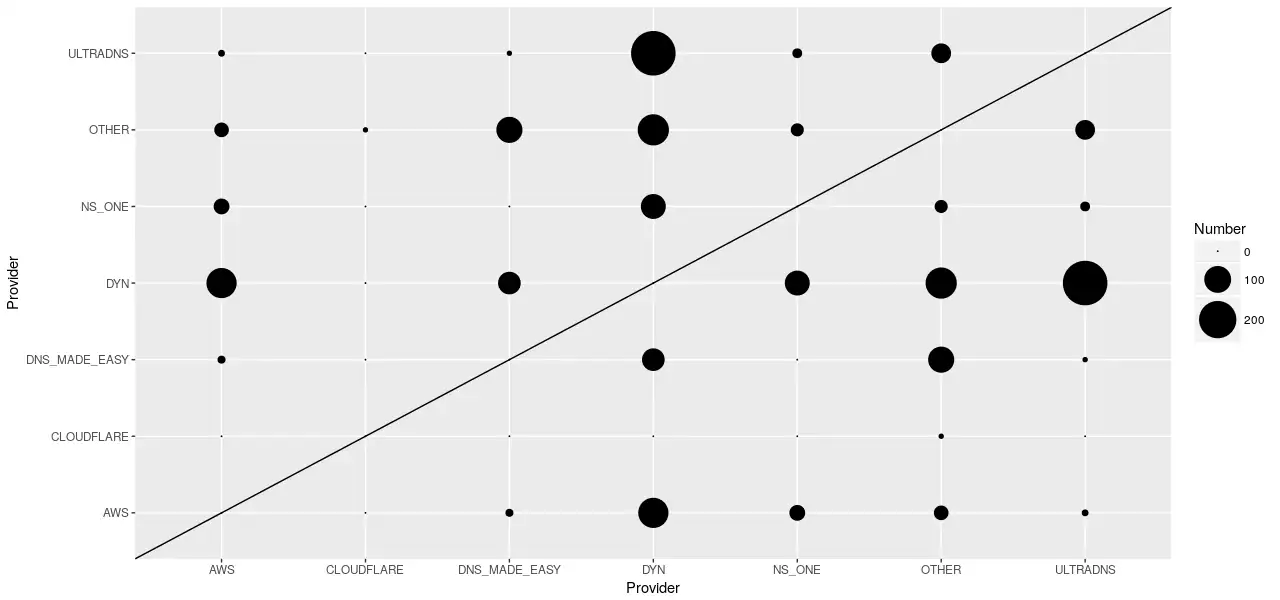 ULTRADNS
OTHER
NS_ONE
DYN
DNS_MADE_EASY
CLOUDFLARE
AWS
Provider
AWS CLOUDFLARE DNS_MADE_EASY DYN NS_ONE OTHER ULTRADNS
Provider
Number
0
100
200